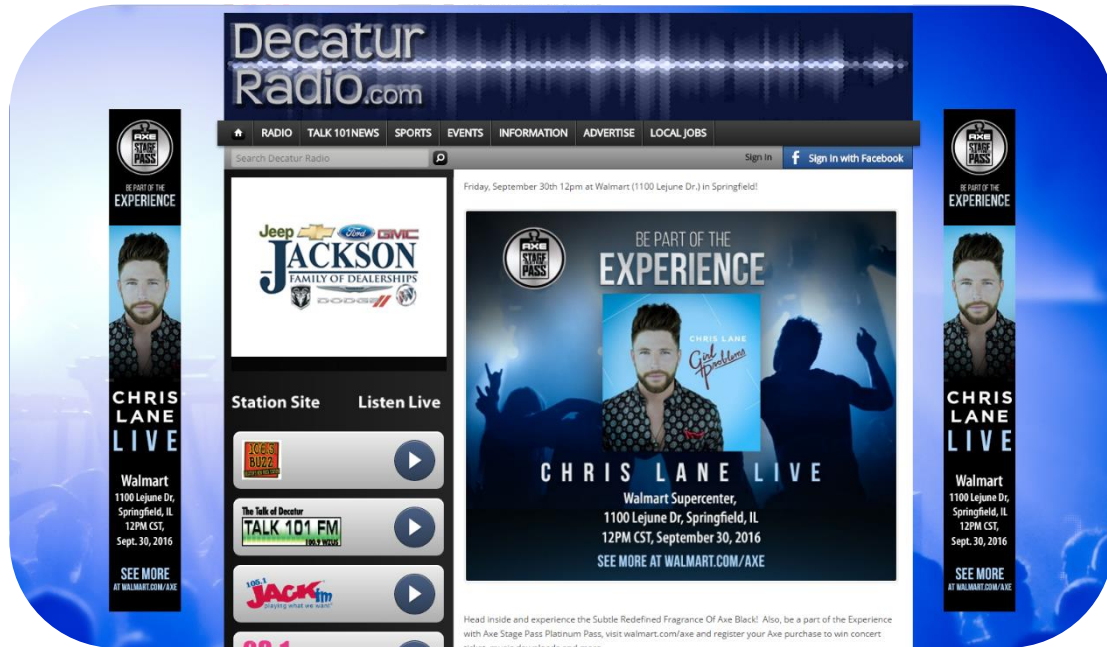 Decatur
Radio.com
RADIO TALK 101NEWS SPORTS EVENTS INFORMATION ADVERTISE LOCAL JOBS
Search Decatur Radio
Sign In
f Sign In with Facebook
AXE
STAGE
PASS
BE PART OF THE
EXPERIENCE
CHRIS
LANE
LIVE
Walmart
1100 Lejune Dr,
Springfield, IL
12PM CST,
Sept. 30, 2016
SEE MORE
AT WALMART.COM/AXE
Jeep Ford GMC
JACKSON
FAMILY OF DEALERSHIPS
DODGE
Station Site Listen Live
106.5
BUZZ
The Talk of Decatur
TALK 101 FM
100.9 WZUS
106.1
JACK fm
playing what we want
Friday, September 30th 12pm at Walmart (1100 Lejune Dr.) in Springfield!
AXE
STAGE
PASS
BE PART OF THE
EXPERIENCE
CHRIS LANE
Girl
Problems
CHRIS LANE LIVE
Walmart Supercenter,
1100 Lejune Dr, Springfield, IL
12PM CST, September 30, 2016
SEE MORE AT WALMART.COM/AXE
Head inside and experience the Subtle Redefined Fragrance Of Axe Black! Also, be a part of the Experience
with Axe Stage Pass Platinum Pass, visit walmart.com/axe and register your Axe purchase to win concert
AXE
STAGE
PASS
BE PART OF THE
EXPERIENCE
CHRIS
LANE
LIVE
Walmart
1100 Lejune Dr,
Springfield, IL
12PM CST,
Sept. 30, 2016
SEE MORE
AT WALMART.COM/AXE